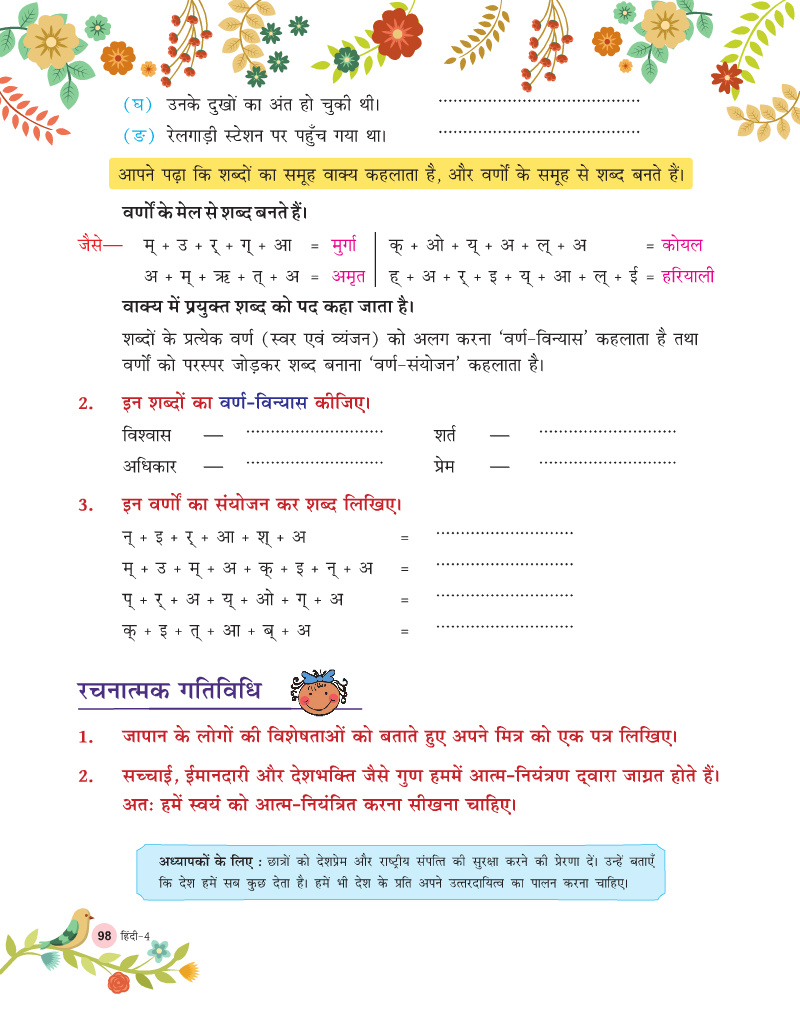 (घ) उनके दुखों का अंत हो चुकी थी। ........................................
(ङ) रेलगाड़ी स्टेशन पर पहुँच गया था। ........................................
आपने पढ़ा कि शब्दों का समूह वाक्य कहलाता है, और वर्णों के समूह से शब्द बनते हैं।
वर्णों के मेल से शब्द बनते हैं।
जैसे— म् + उ + र् + ग् + आ = मुर्गा क् + ओ + य् + अ + ल् + अ = कोयल
अ + म् + ऋ + त् + अ = अमृत ह् + अ + र् + इ + य् + आ + ल् + ई = हरियाली
वाक्य में प्रयुक्त शब्द को पद कहा जाता है।
शब्दों के प्रत्येक वर्ण (स्वर एवं व्यंजन) को अलग करना ‘वर्ण-विन्यास’ कहलाता है तथा
वर्णों को परस्पर जोड़कर शब्द बनाना ‘वर्ण-संयोजन’ कहलाता है।
2. इन शब्दों का वर्ण-विन्यास कीजिए।
विश्वास — ............................ शर्त — ............................
अधिकार — ............................ प्रेम — ............................
3. इन वर्णों का संयोजन कर शब्द लिखिए।
न् + इ + र् + आ + श् + अ = ............................
म् + उ + म् + अ + क् + इ + न् + अ = ............................
प् + र् + अ + य् + ओ + ग् + अ = ............................
क् + इ + त् + आ + ब् + अ = ............................
रचनात्मक गतिविधि
1. जापान के लोगों की विशेषताओं को बताते हुए अपने मित्र को एक पत्र लिखिए।
2. सच्चाई, ईमानदारी और देशभक्ति जैसे गुण हममें आत्म-नियंत्रण द्वारा जाग्रत होते हैं।
अतः हमें स्वयं को आत्म-नियंत्रित करना सीखना चाहिए।
अध्यापकों के लिए : छात्रों को देशप्रेम और राष्ट्रीय संपत्ति की सुरक्षा करने की प्रेरणा दें। उन्हें बताएँ
कि देश हमें सब कुछ देता है। हमें भी देश के प्रति अपने उत्तरदायित्व का पालन करना चाहिए।
98 हिंदी-4